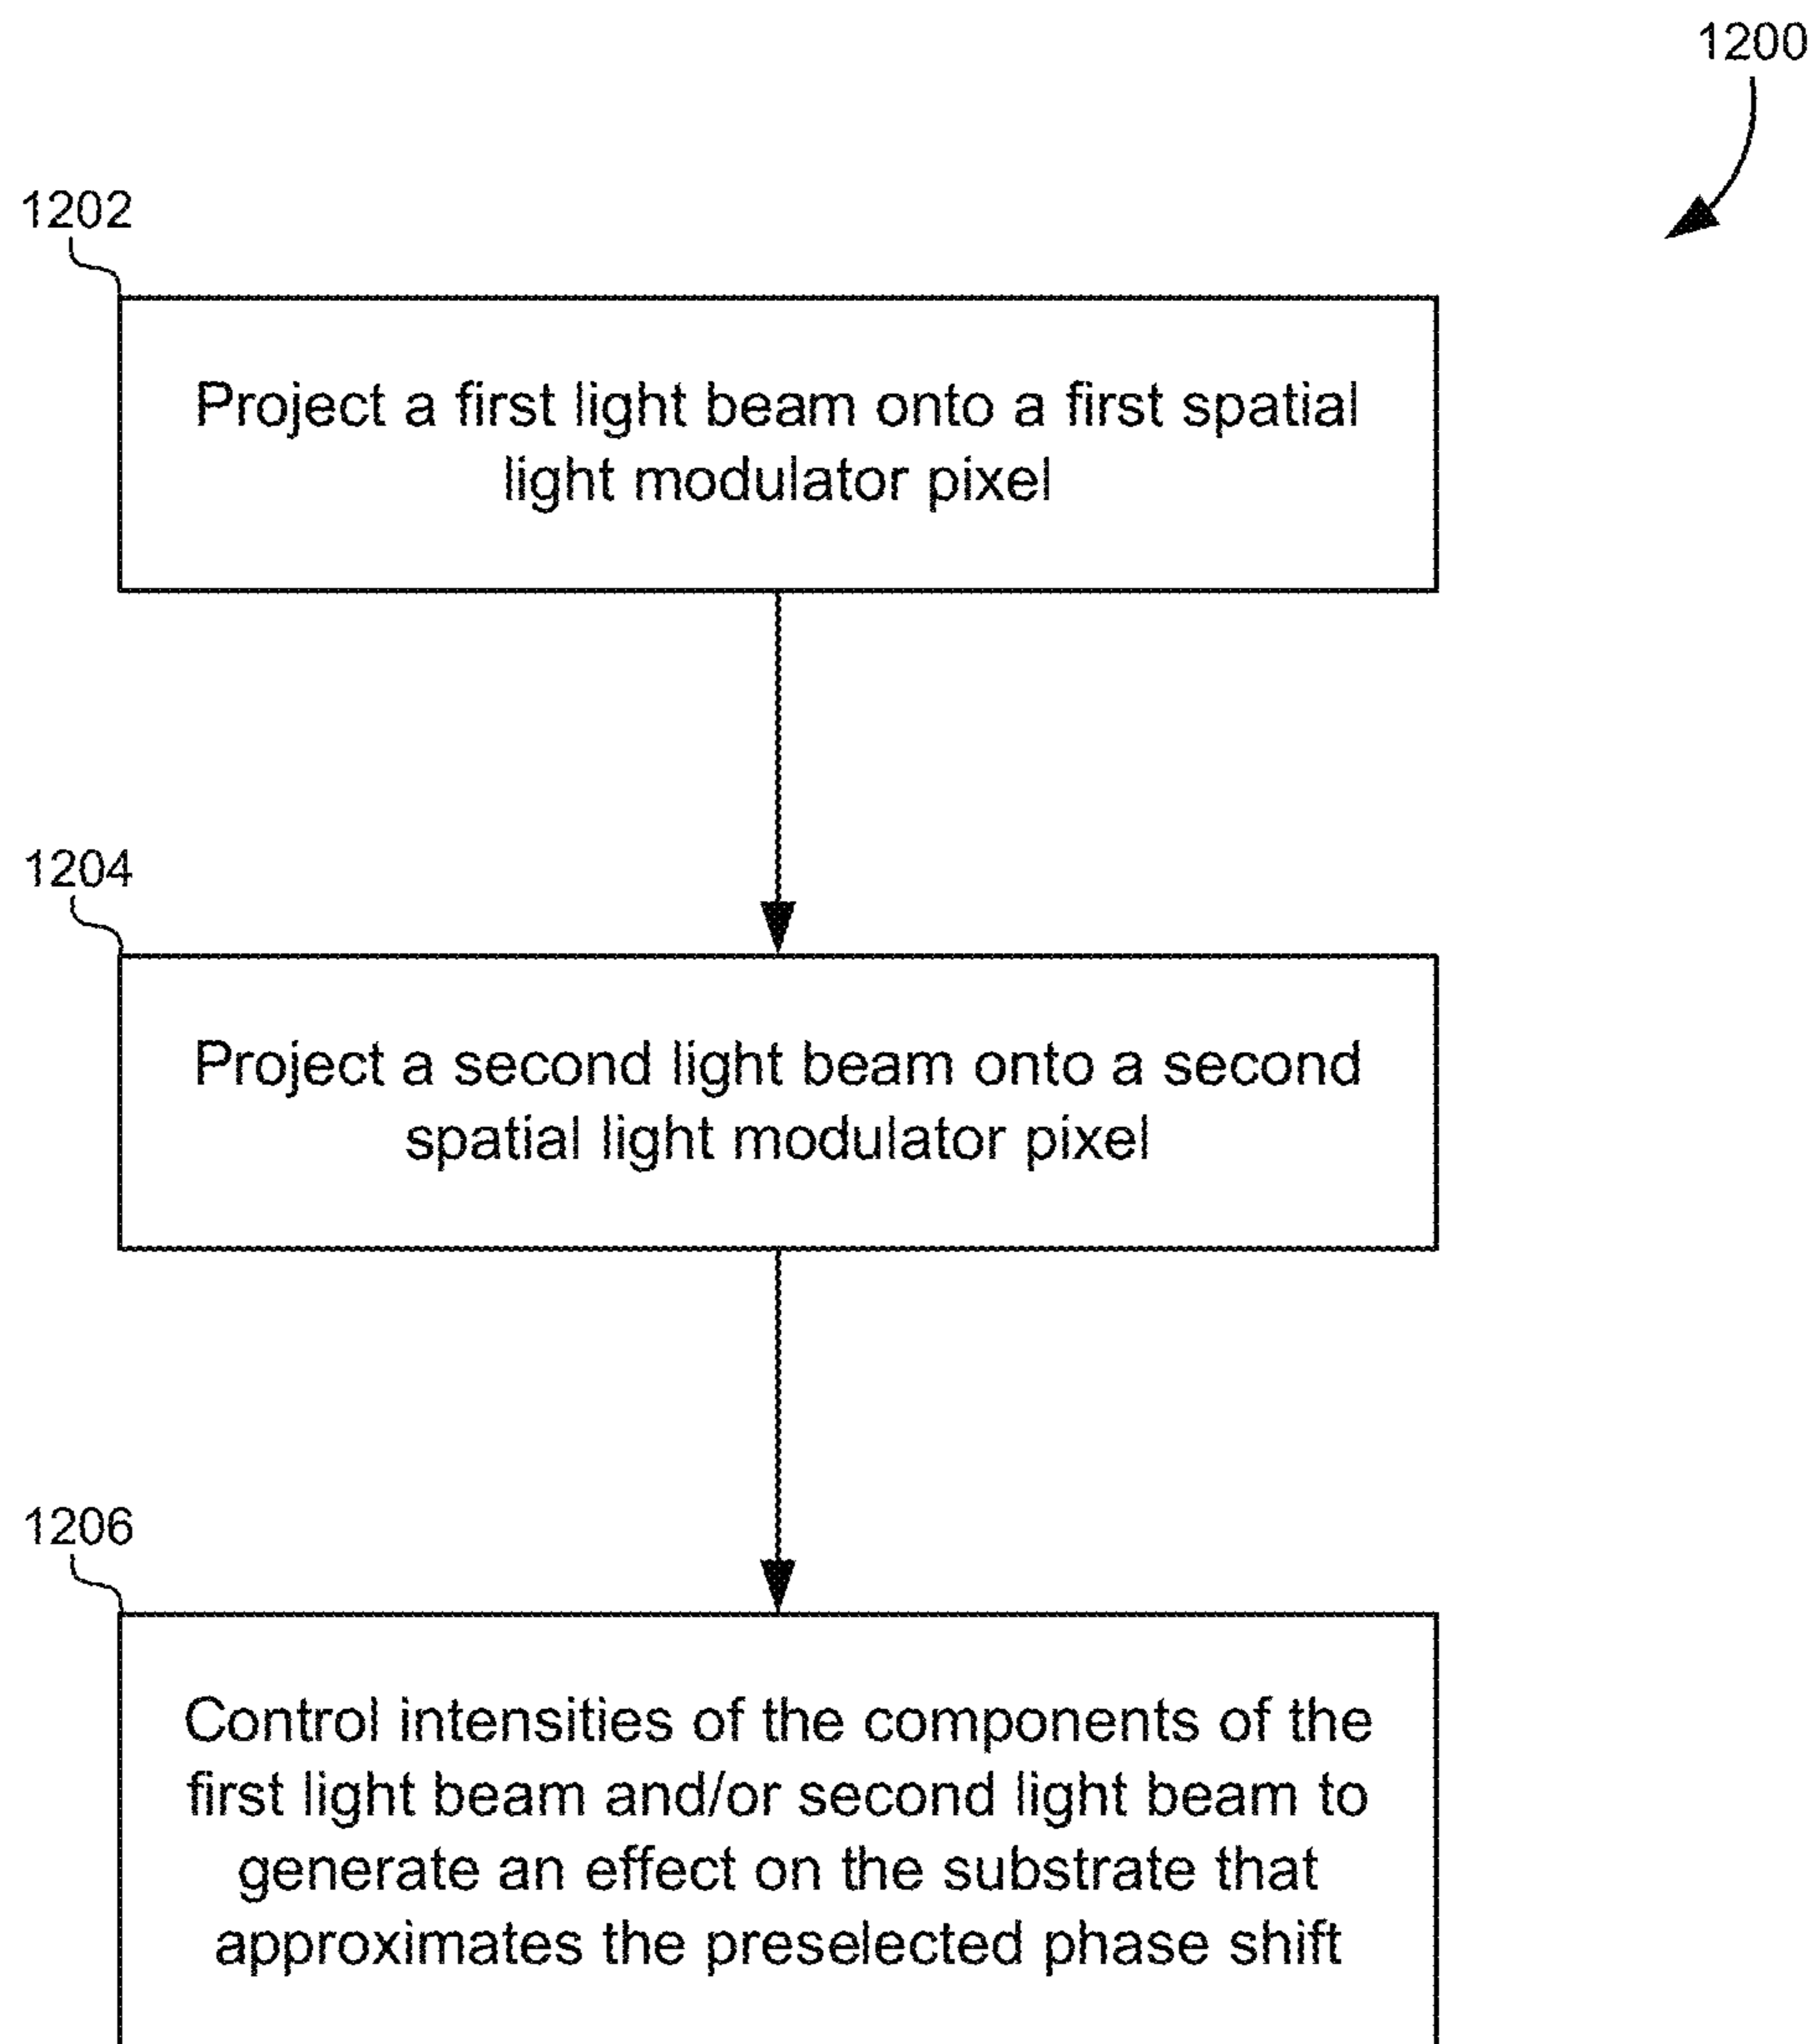 1200
1202
Project a first light beam onto a first spatial
light modulator pixel
1204
Project a second light beam onto a second
spatial light modulator pixel
1206
Control intensities of the components of the
first light beam and/or second light beam to
generate an effect on the substrate that
approximates the preselected phase shift